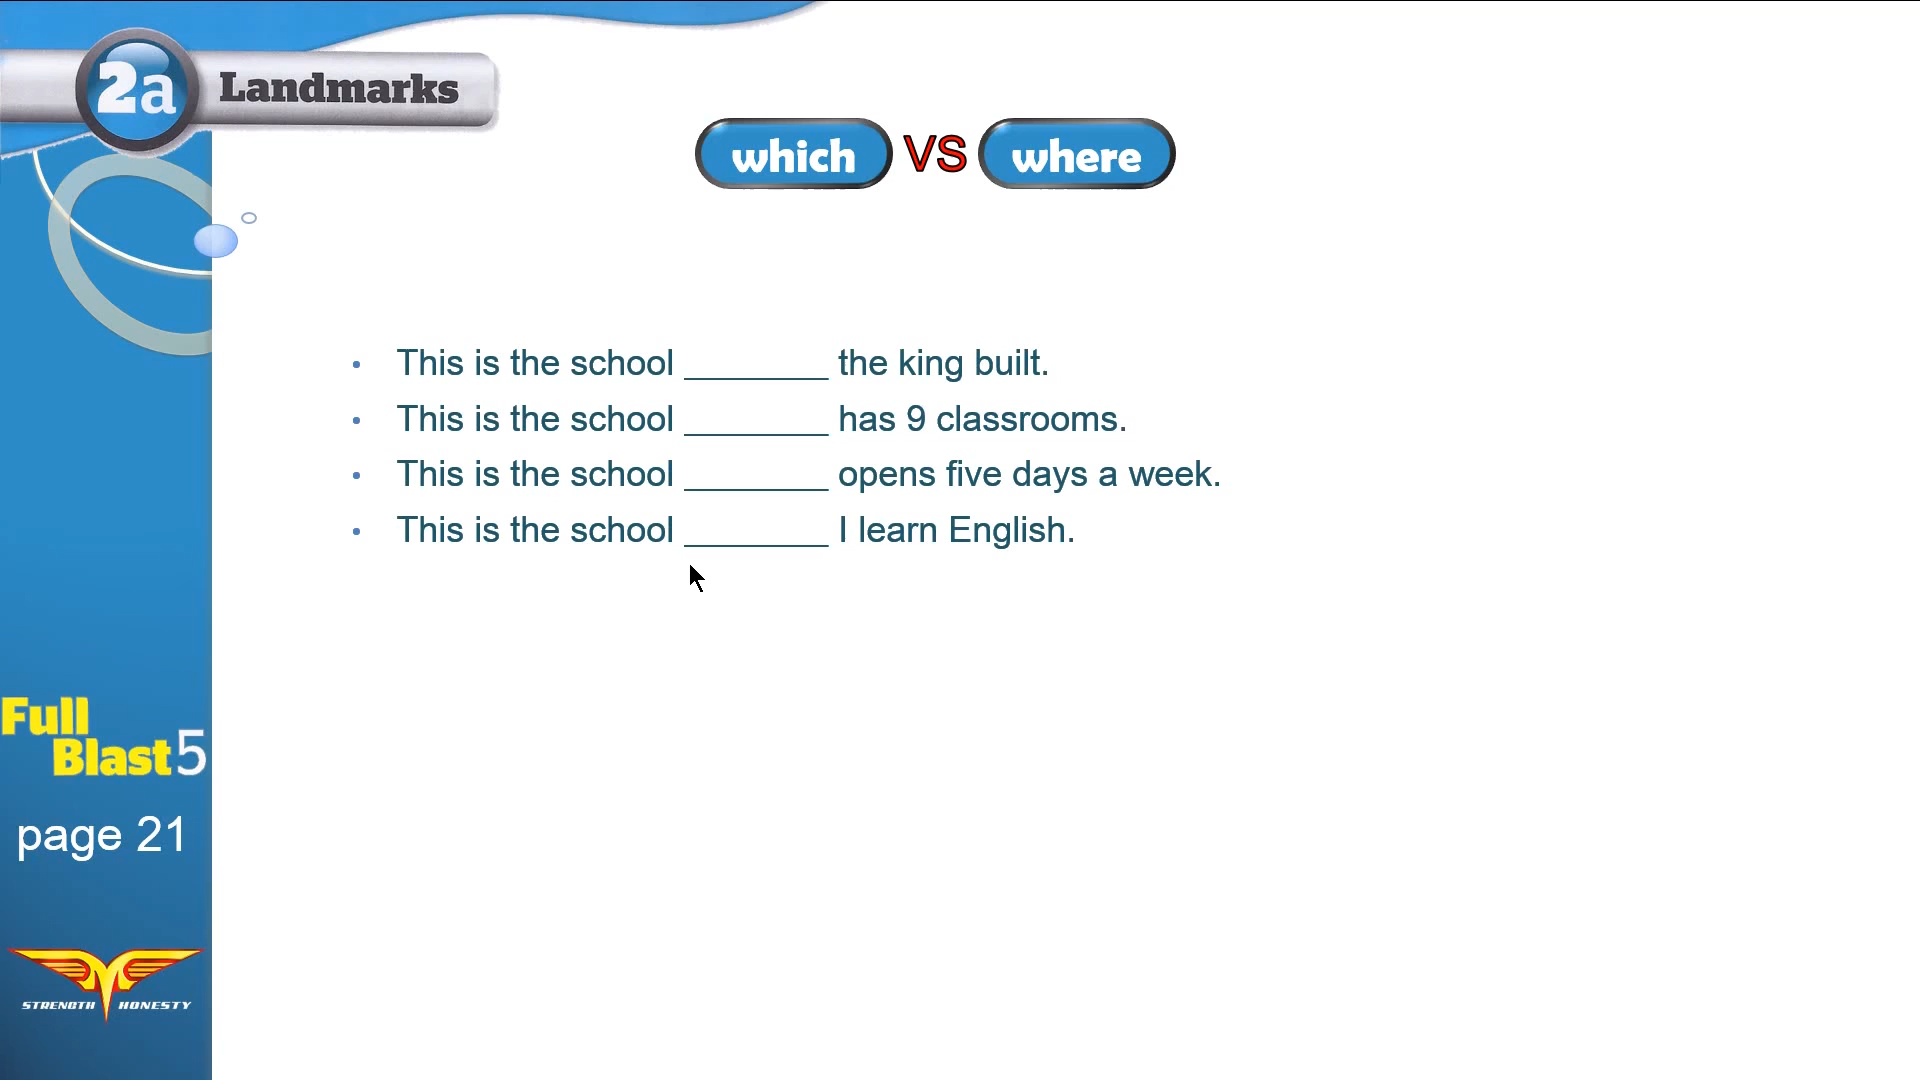 2a Landmarks
which VS where
• This is the school ________ the king built.
• This is the school ________ has 9 classrooms.
• This is the school ________ opens five days a week.
• This is the school ________ I learn English.
Full
Blast 5
page 21
STRENGTH HONESTY